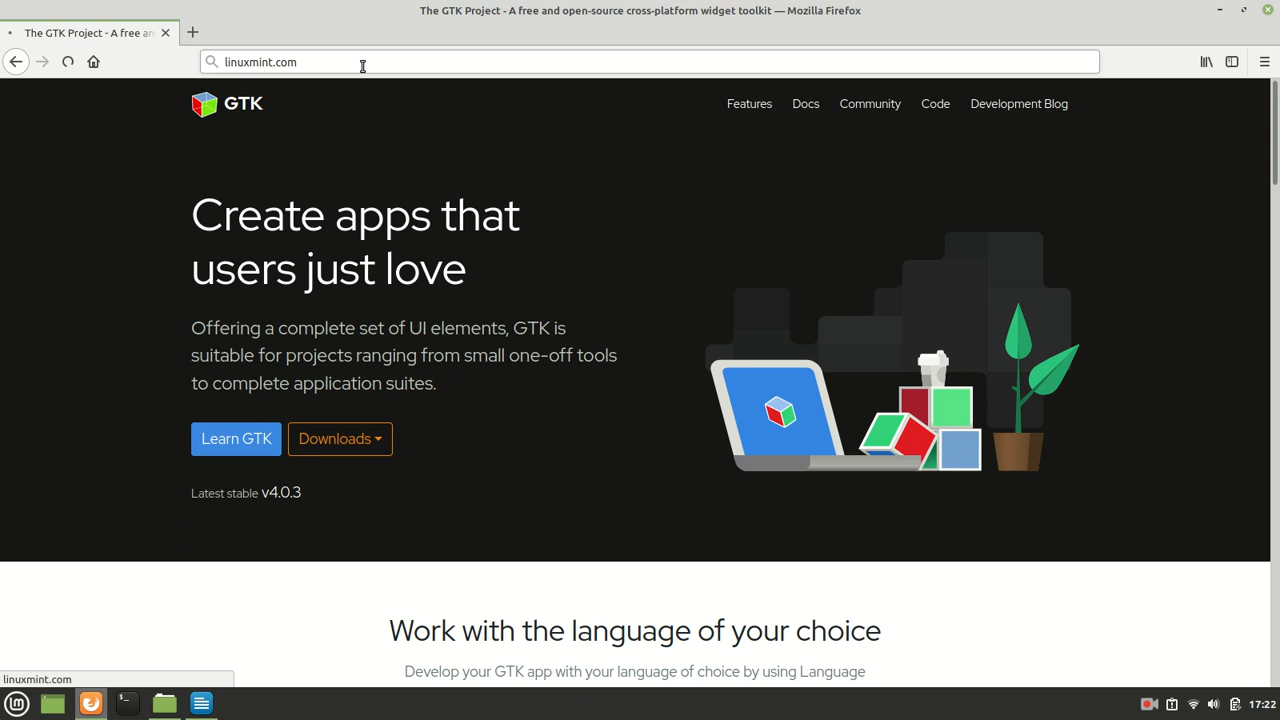 The GTK Project - A free and open-source cross-platform widget toolkit — Mozilla Firefox
The GTK Project - A free an
linuxmint.com
GTK
Features
Docs
Community
Code
Development Blog
Create apps that
users just love
Offering a complete set of UI elements, GTK is
suitable for projects ranging from small one-off tools
to complete application suites.
Learn GTK
Downloads
Latest stable v4.0.3
Work with the language of your choice
Develop your GTK app with your language of choice by using Language
linuxmint.com
17:22